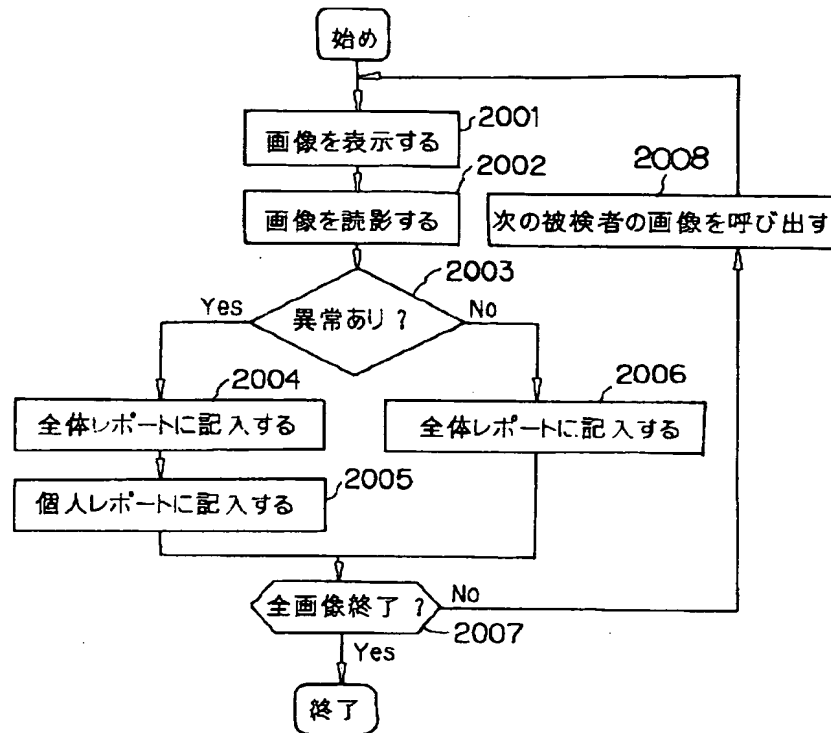 始め
画像を表示する
2001
画像を読影する
2002
2008
次の被検者の画像を呼び出す
異常あり?
2003
Yes
No
全体レポートに記入する
2004
全体レポートに記入する
2006
個人レポートに記入する
2005
全画像終了?
2007
No
Yes
終了